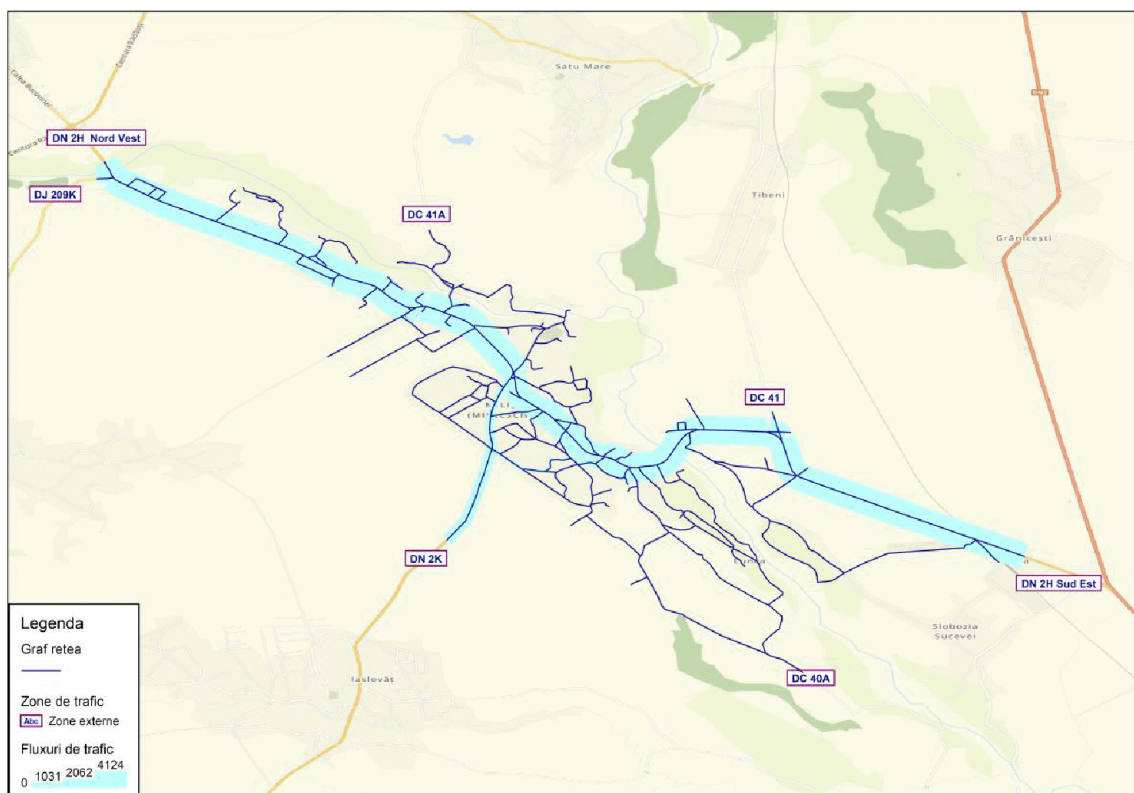 Satu Mare
DN 2H Nord Vest
DJ 209K
Tibeni
DC 41A
Grănicești
DC 41
DN 2K
DN 2H Sud Est
Slobozia
Sucevei
Iaslovăț
DC 40A
Legenda
Graf retea
Zone de trafic
Abc Zone externe
Fluxuri de trafic
0 1031 2062 4124